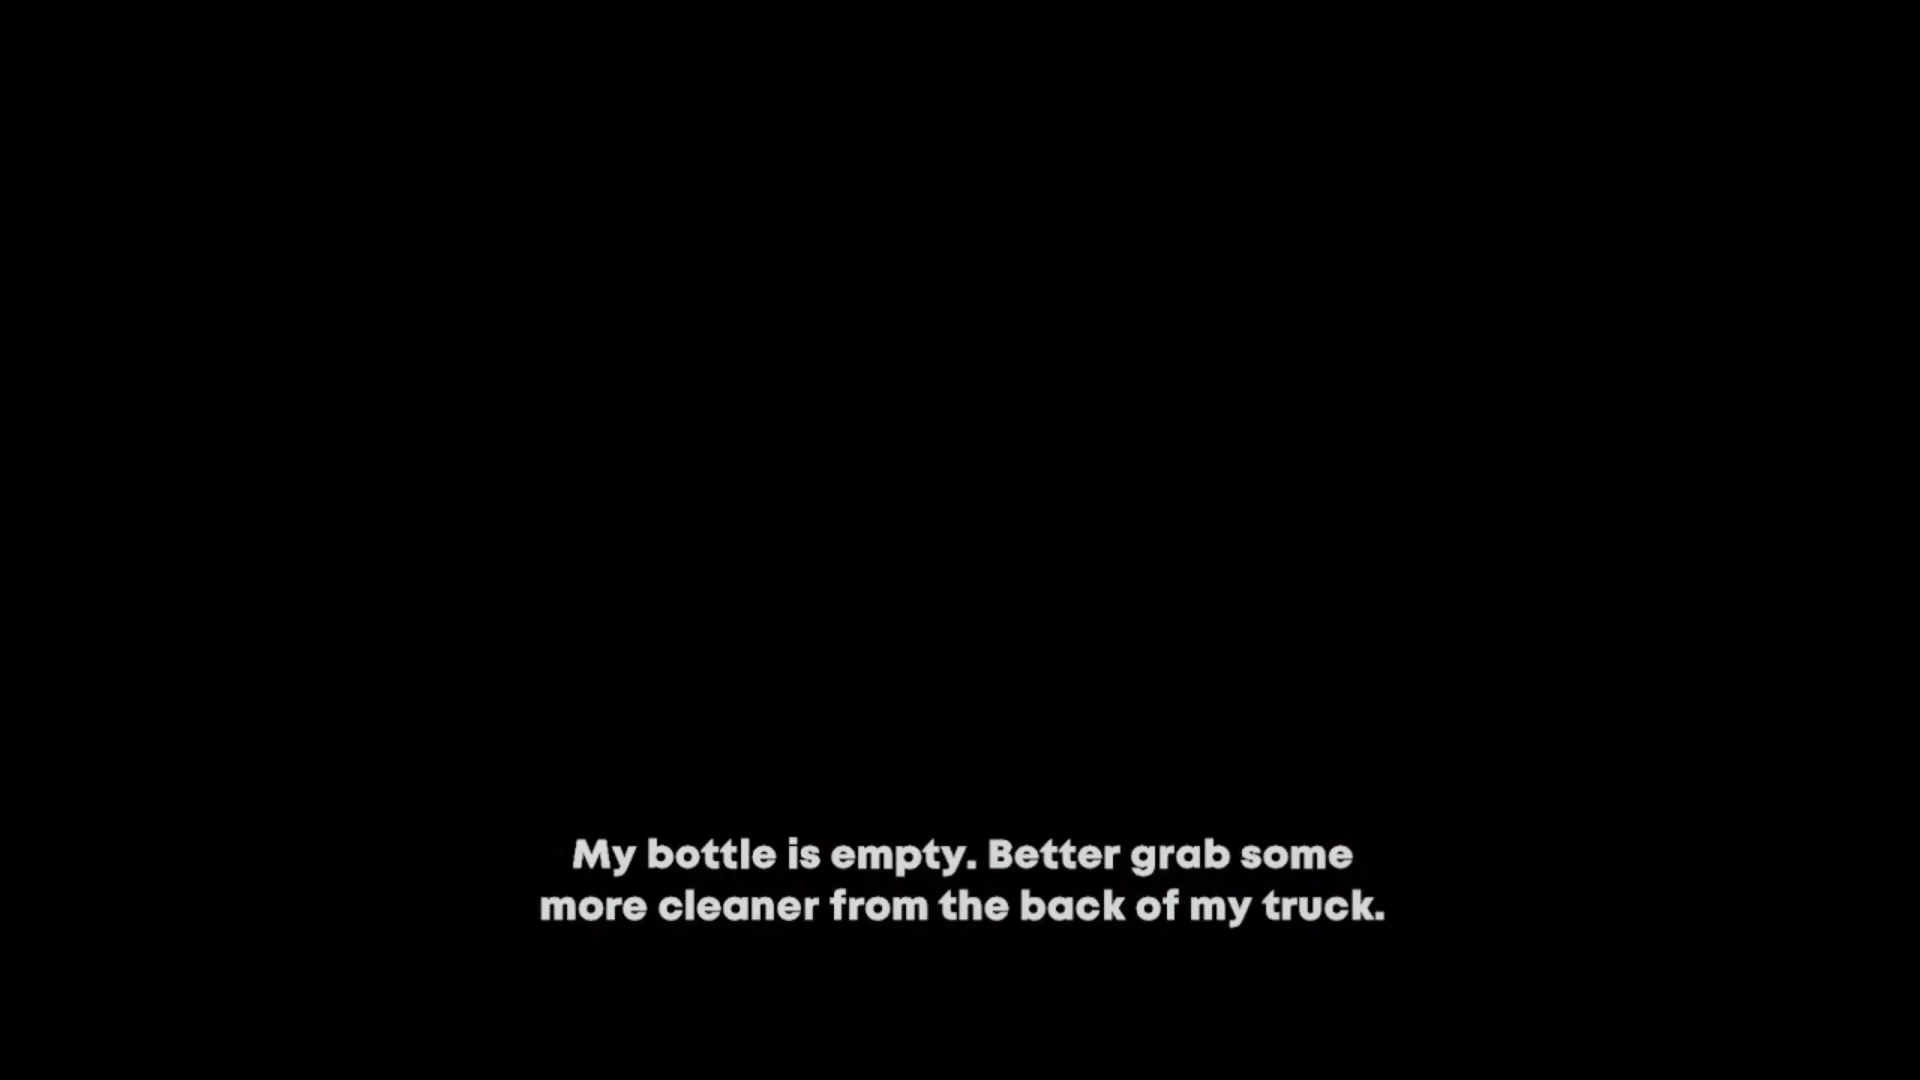 My bottle is empty. Better grab some
more cleaner from the back of my truck.